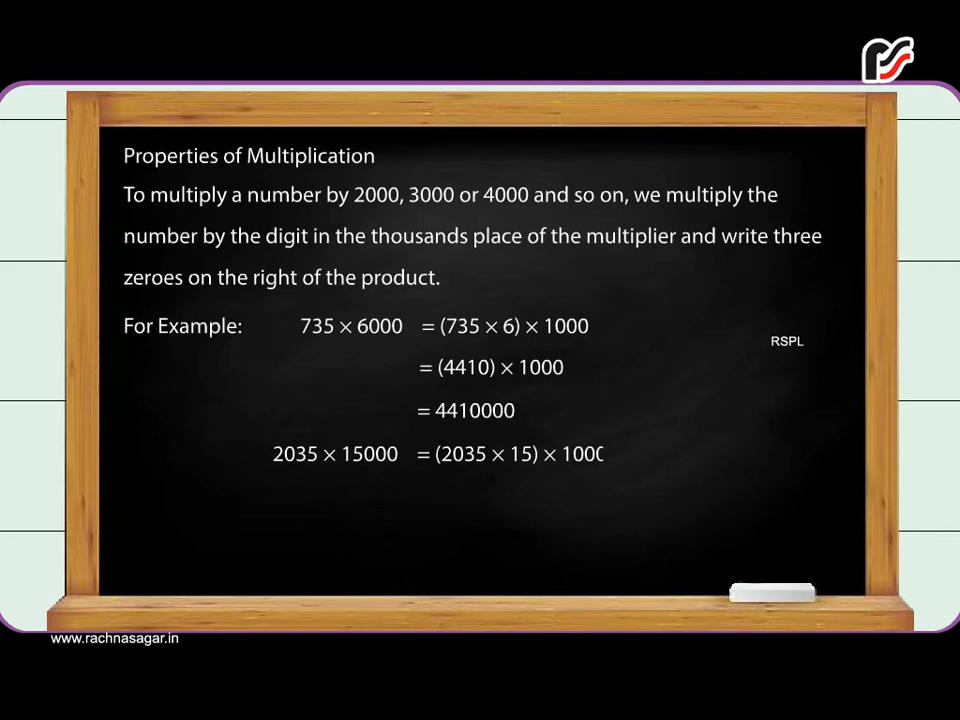 Properties of Multiplication
To multiply a number by 2000, 3000 or 4000 and so on, we multiply the
number by the digit in the thousands place of the multiplier and write three
zeroes on the right of the product.
For Example: 735 × 6000 = (735 × 6) × 1000
RSPL
= (4410) × 1000
= 4410000
2035 × 15000 = (2035 × 15) × 1000
www.rachnasagar.in